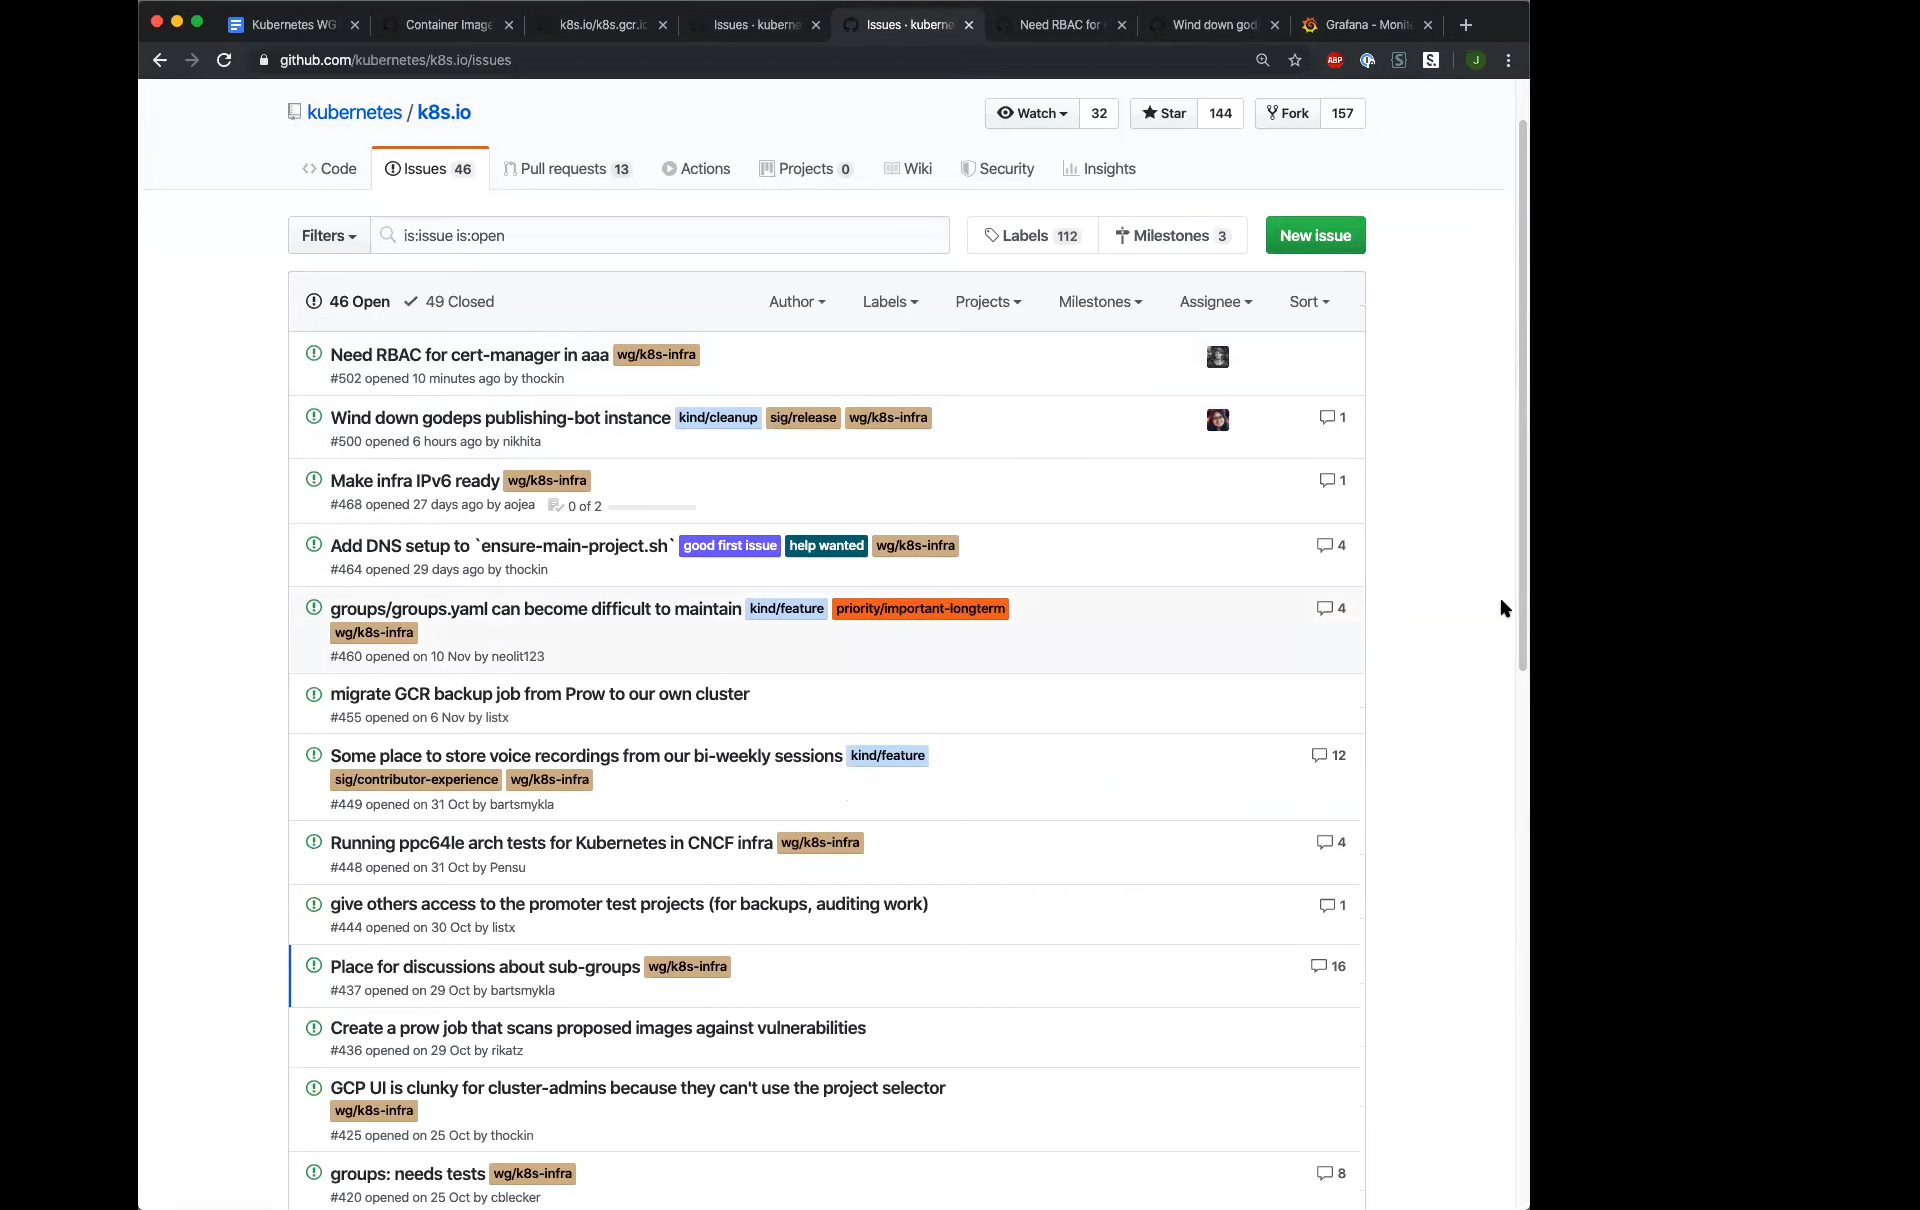 Kubernetes WG
Container Image
k8s.io/k8s.gcr.io
Issues · kuberne
Issues · kuberne
Need RBAC for
Wind down god
Grafana - Monit
github.com/kubernetes/k8s.io/issues
ABP
S
S.
J
kubernetes / k8s.io
Watch 32
Star 144
Fork 157
Code
Issues 46
Pull requests 13
Actions
Projects 0
Wiki
Security
Insights
Filters
is:issue is:open
Labels 112
Milestones 3
New issue
46 Open
49 Closed
Author
Labels
Projects
Milestones
Assignee
Sort
Need RBAC for cert-manager in aaa wg/k8s-infra
#502 opened 10 minutes ago by thockin
Wind down godeps publishing-bot instance kind/cleanup sig/release wg/k8s-infra 1
#500 opened 6 hours ago by nikhita
Make infra IPv6 ready wg/k8s-infra 1
#468 opened 27 days ago by aojea 0 of 2
Add DNS setup to `ensure-main-project.sh` good first issue help wanted wg/k8s-infra 4
#464 opened 29 days ago by thockin
groups/groups.yaml can become difficult to maintain kind/feature priority/important-longterm 4
wg/k8s-infra
#460 opened on 10 Nov by neolit123
migrate GCR backup job from Prow to our own cluster
#455 opened on 6 Nov by listx
Some place to store voice recordings from our bi-weekly sessions kind/feature 12
sig/contributor-experience wg/k8s-infra
#449 opened on 31 Oct by bartsmykla
Running ppc64le arch tests for Kubernetes in CNCF infra wg/k8s-infra 4
#448 opened on 31 Oct by Pensu
give others access to the promoter test projects (for backups, auditing work) 1
#444 opened on 30 Oct by listx
Place for discussions about sub-groups wg/k8s-infra 16
#437 opened on 29 Oct by bartsmykla
Create a prow job that scans proposed images against vulnerabilities
#436 opened on 29 Oct by rikatz
GCP UI is clunky for cluster-admins because they can't use the project selector
wg/k8s-infra
#425 opened on 25 Oct by thockin
groups: needs tests wg/k8s-infra 8
#420 opened on 25 Oct by cblecker